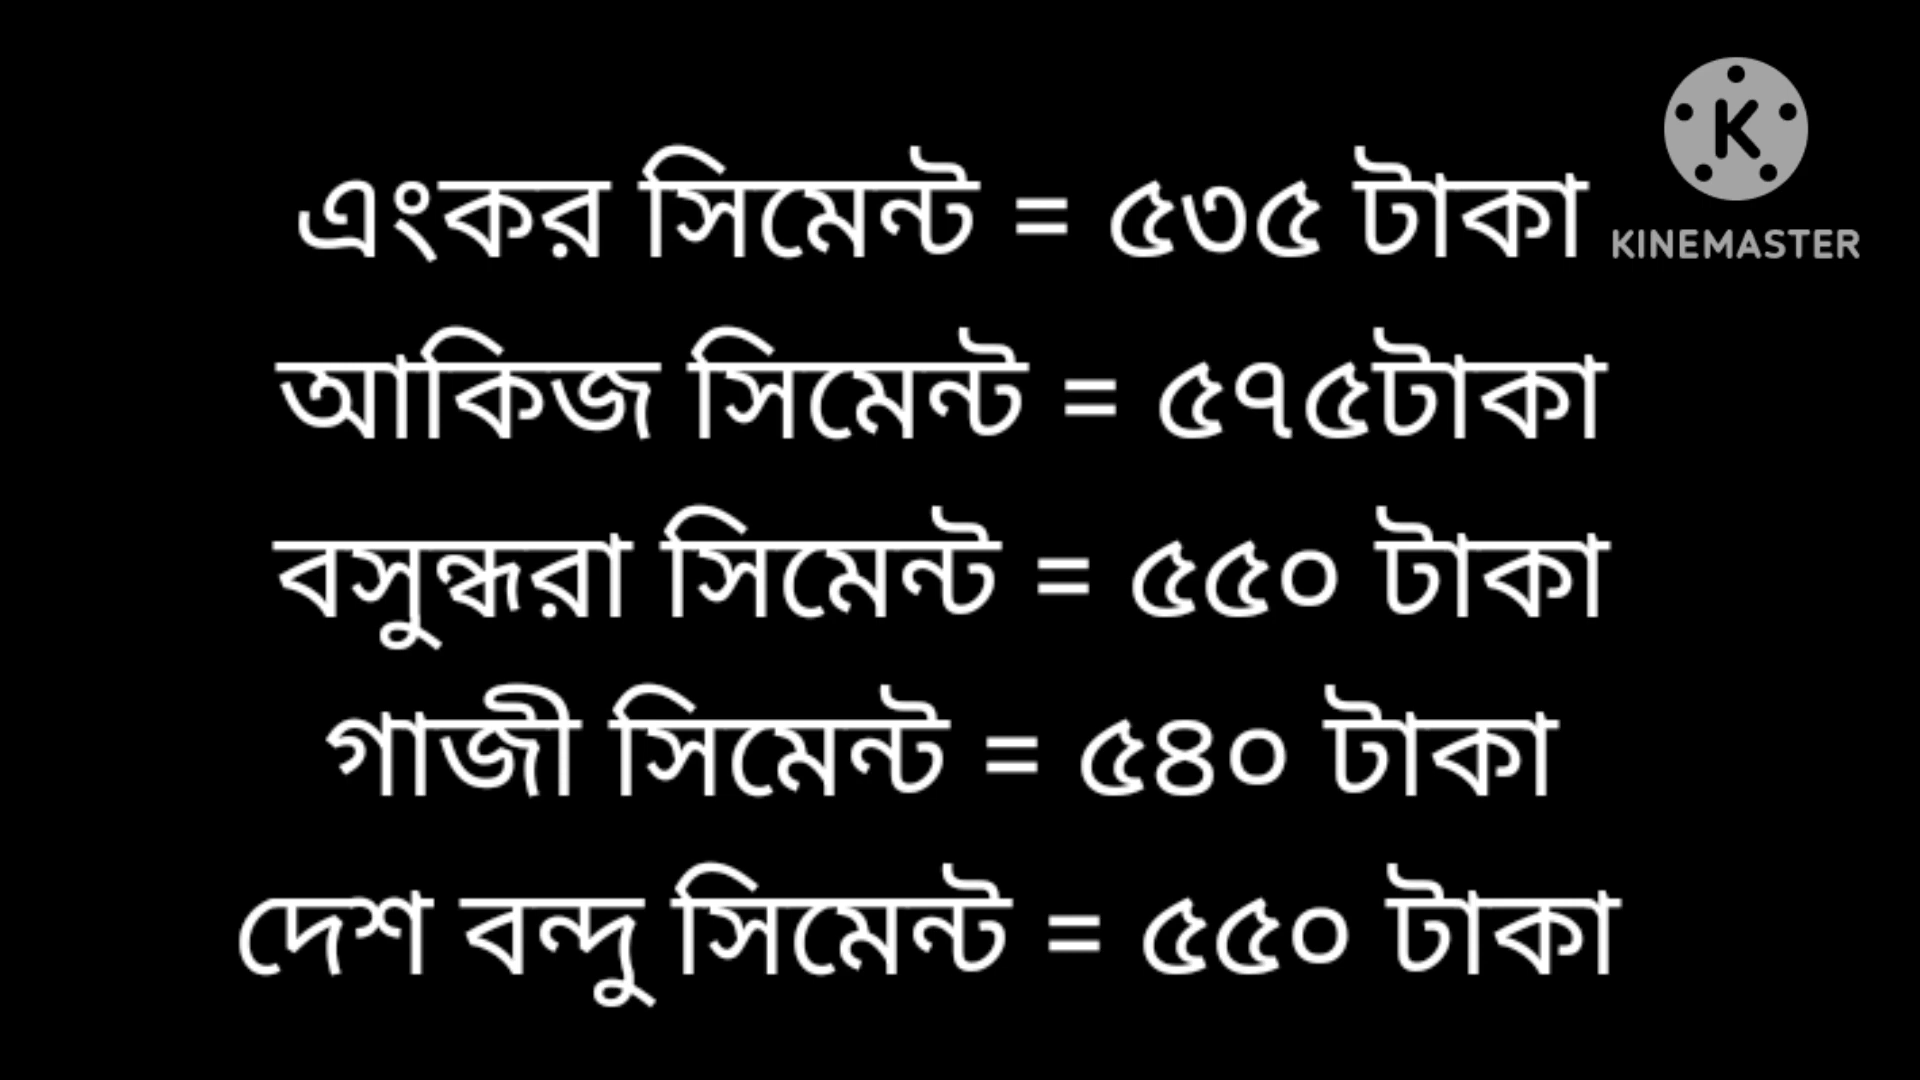 এংকর সিমেন্ট = ৫৩৫ টাকা
আকিজ সিমেন্ট = ৫৭৫টাকা
বসুন্ধরা সিমেন্ট = ৫৫০ টাকা
গাজী সিমেন্ট = ৫৪০ টাকা
দেশ বন্দু সিমেন্ট = ৫৫০ টাকা
K
KINEMASTER